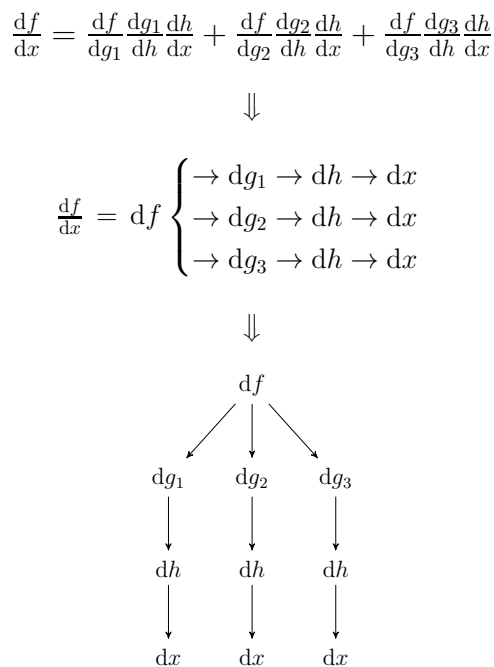 df/dx = df/dg₁ dg₁/dh dh/dx + df/dg₂ dg₂/dh dh/dx + df/dg₃ dg₃/dh dh/dx
⇓
df/dx = df { → dg₁ → dh → dx
→ dg₂ → dh → dx
→ dg₃ → dh → dx
⇓
df
dg₁ dg₂ dg₃
dh dh dh
dx dx dx